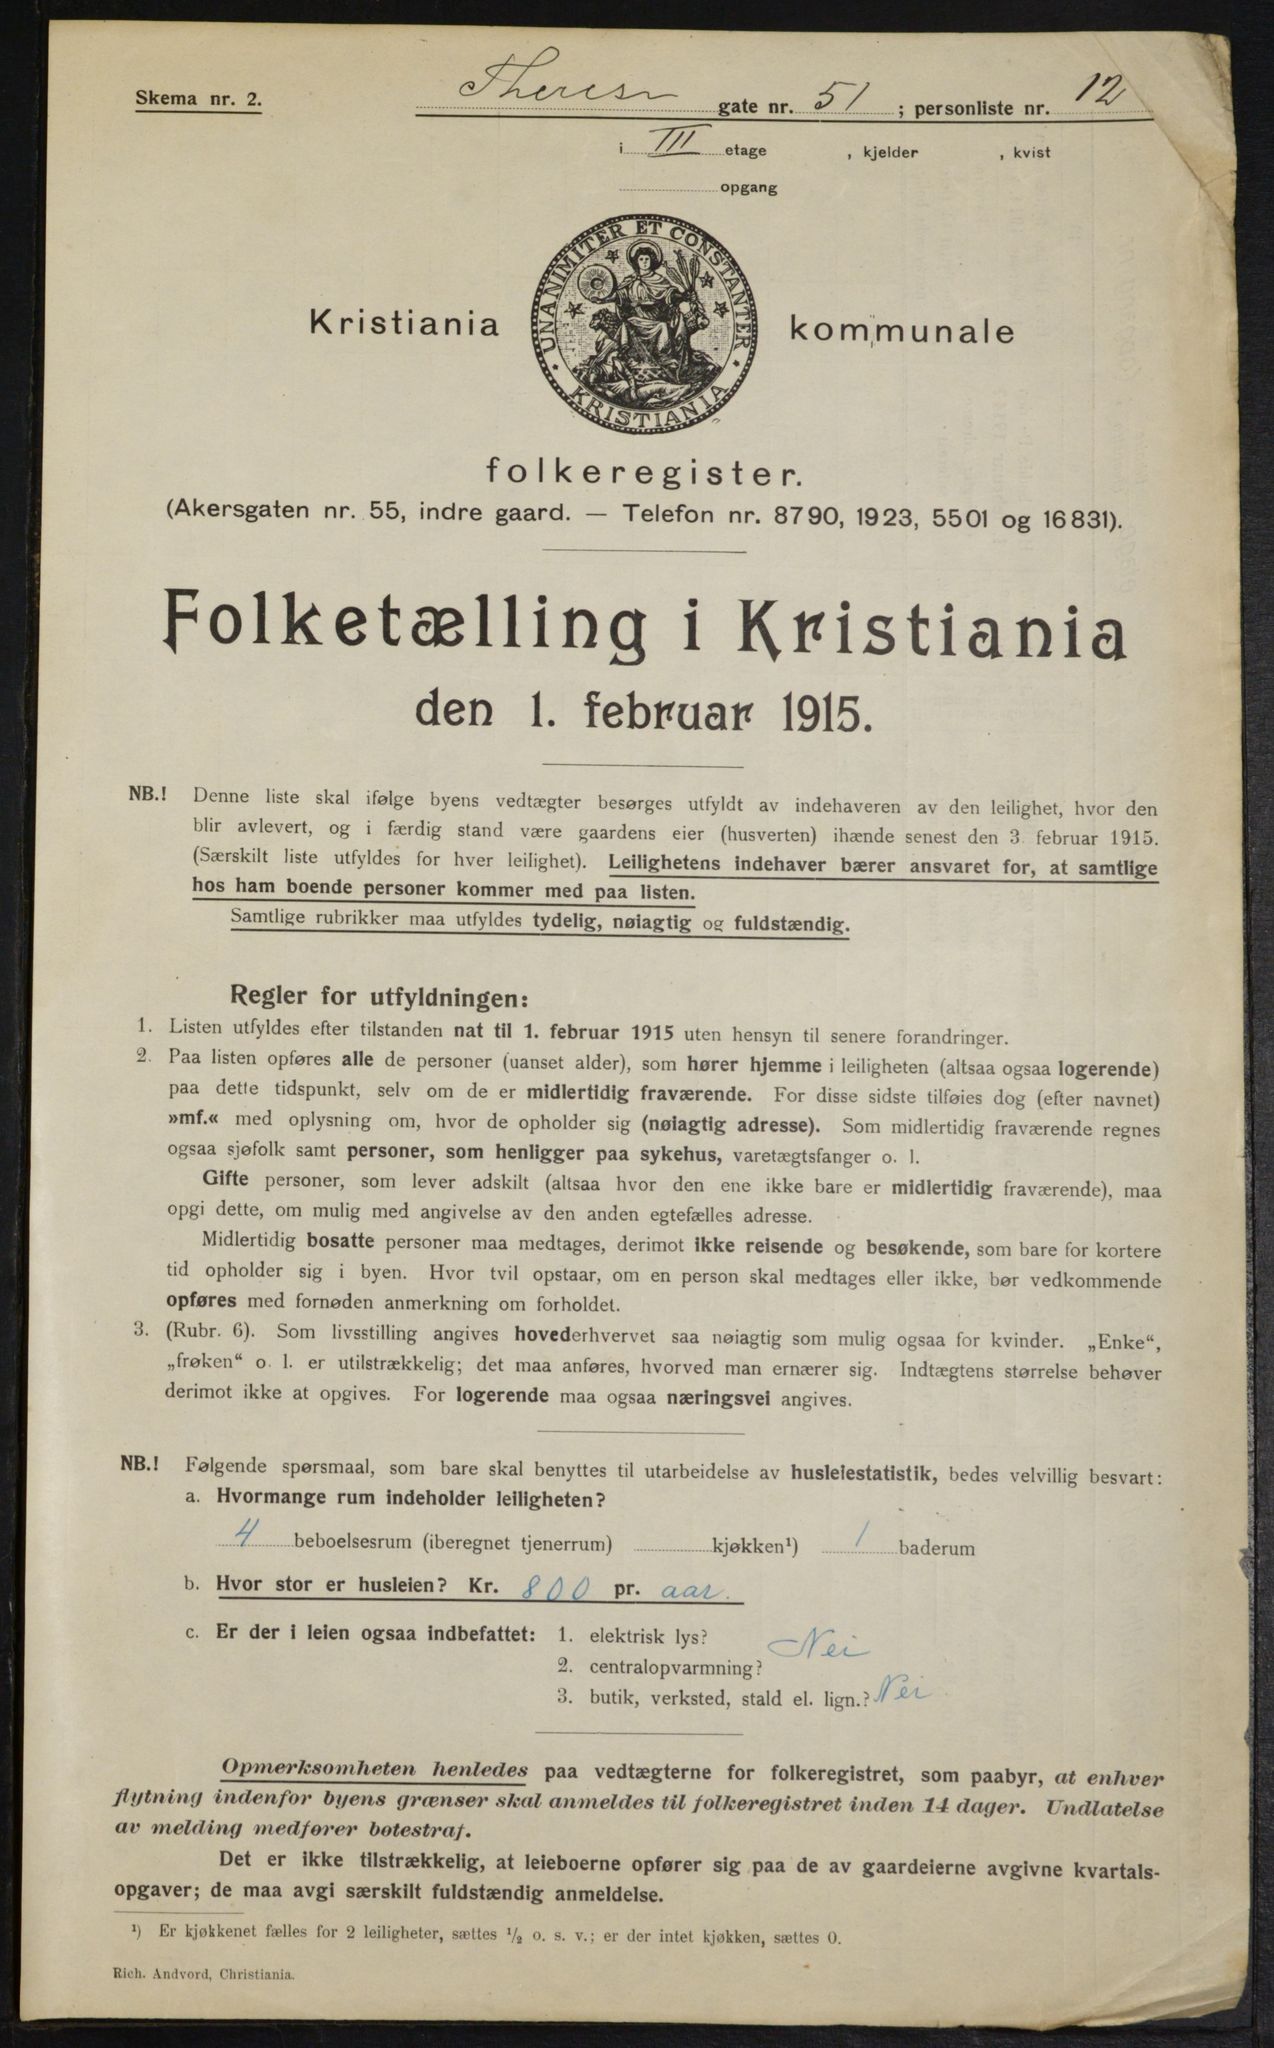 Skema nr. 2.
Theres. gate nr. 51 ; personliste nr. 12
i III etage , kjelder , kvist
opgang
UNANIMITER ET CONSTANTER
KRISTIANIA
Kristiania kommunale
folkeregister.
(Akersgaten nr. 55, indre gaard. — Telefon nr. 8790, 1923, 5501 og 16831).
Folketælling i Kristiania
den 1. februar 1915.
NB.! Denne liste skal ifølge byens vedtægter besørges utfyldt av indehaveren av den leilighet, hvor den
blir avlevert, og i færdig stand være gaardens eier (husverten) ihænde senest den 3. februar 1915.
(Særskilt liste utfyldes for hver leilighet). Leilighetens indehaver bærer ansvaret for, at samtlige
hos ham boende personer kommer med paa listen.
Samtlige rubrikker maa utfyldes tydelig, nøiagtig og fuldstændig.
Regler for utfyldningen:
1. Listen utfyldes efter tilstanden nat til 1. februar 1915 uten hensyn til senere forandringer.
2. Paa listen opføres alle de personer (uanset alder), som hører hjemme i leiligheten (altsaa ogsaa logerende)
paa dette tidspunkt, selv om de er midlertidig fraværende. For disse sidste tilføies dog (efter navnet)
»mf.« med oplysning om, hvor de opholder sig (nøiagtig adresse). Som midlertidig fraværende regnes
ogsaa sjøfolk samt personer, som henligger paa sykehus, varetægtsfanger o. l.
Gifte personer, som lever adskilt (altsaa hvor den ene ikke bare er midlertidig fraværende), maa
opgi dette, om mulig med angivelse av den anden egtefælles adresse.
Midlertidig bosatte personer maa medtages, derimot ikke reisende og besøkende, som bare for kortere
tid opholder sig i byen. Hvor tvil opstaar, om en person skal medtages eller ikke, bør vedkommende
opføres med fornøden anmerkning om forholdet.
3. (Rubr. 6). Som livsstilling angives hovederhvervet saa nøiagtig som mulig ogsaa for kvinder. „Enke“,
„frøken“ o. l. er utilstrækkelig; det maa anføres, hvorved man ernærer sig. Indtægtens størrelse behøver
derimot ikke at opgives. For logerende maa ogsaa næringsvei angives.
NB.! Følgende spørsmaal, som bare skal benyttes til utarbeidelse av husleiestatistik, bedes velvillig besvart:
a. Hvormange rum indeholder leiligheten?
4 beboelsesrum (iberegnet tjenerrum) kjøkken¹) 1 baderum
b. Hvor stor er husleien? Kr. 800 pr. aar.
c. Er der i leien ogsaa indbefattet: 1. elektrisk lys?
Nei
2. centralopvarmning?
3. butik, verksted, stald el. lign.? Nei
Opmerksomheten henledes paa vedtægterne for folkeregistret, som paabyr, at enhver
flytning indenfor byens grænser skal anmeldes til folkeregistret inden 14 dager. Undlatelse
av melding medfører bøtestraf.
Det er ikke tilstrækkelig, at leieboerne opfører sig paa de av gaardeierne avgivne kvartals-
opgaver; de maa avgi særskilt fuldstændig anmeldelse.
¹) Er kjøkkenet fælles for 2 leiligheter, sættes ½ o. s. v.; er der intet kjøkken, sættes 0.
Rich. Andvord, Christiania.